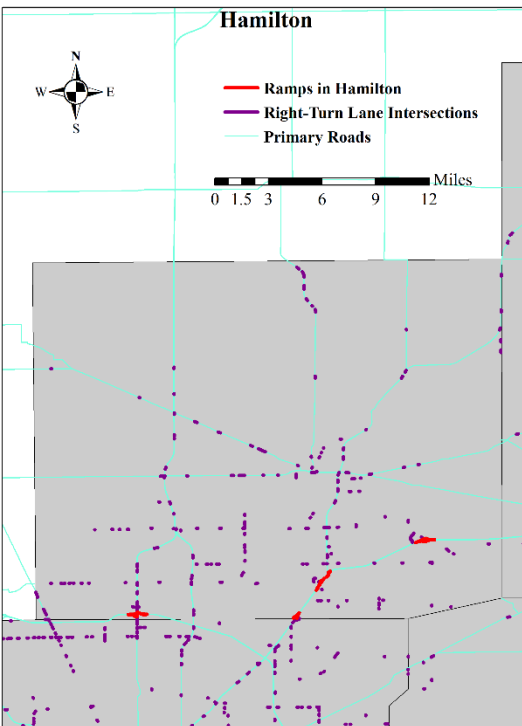 Hamilton
N
W E
S
Ramps in Hamilton
Right-Turn Lane Intersections
Primary Roads
Miles
0 1.5 3 6 9 12